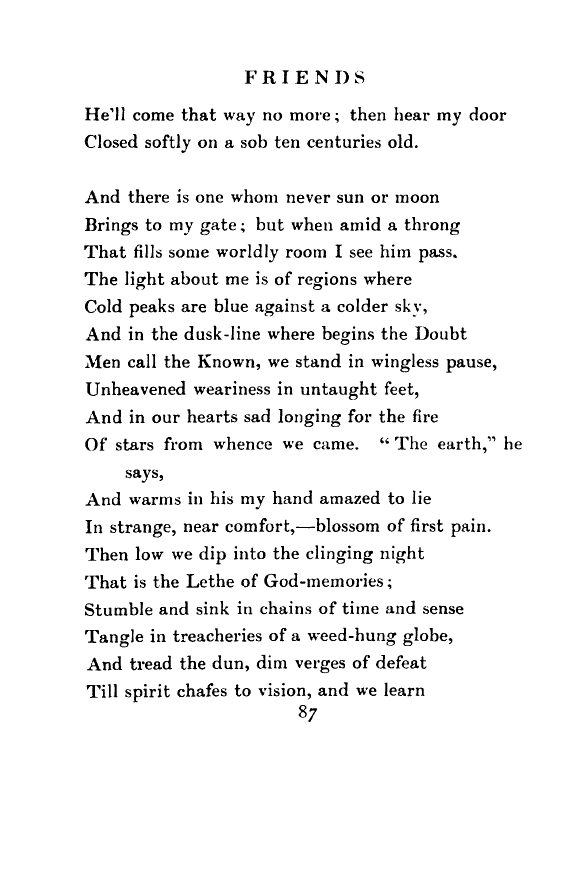 FRIENDS
He'll come that way no more; then hear my door
Closed softly on a sob ten centuries old.
And there is one whom never sun or moon
Brings to my gate; but when amid a throng
That fills some worldly room I see him pass.
The light about me is of regions where
Cold peaks are blue against a colder sky,
And in the dusk-line where begins the Doubt
Men call the Known, we stand in wingless pause,
Unheavened weariness in untaught feet,
And in our hearts sad longing for the fire
Of stars from whence we came. “The earth,” he
says,
And warms in his my hand amazed to lie
In strange, near comfort,—blossom of first pain.
Then low we dip into the clinging night
That is the Lethe of God-memories;
Stumble and sink in chains of time and sense
Tangle in treacheries of a weed-hung globe,
And tread the dun, dim verges of defeat
Till spirit chafes to vision, and we learn
87